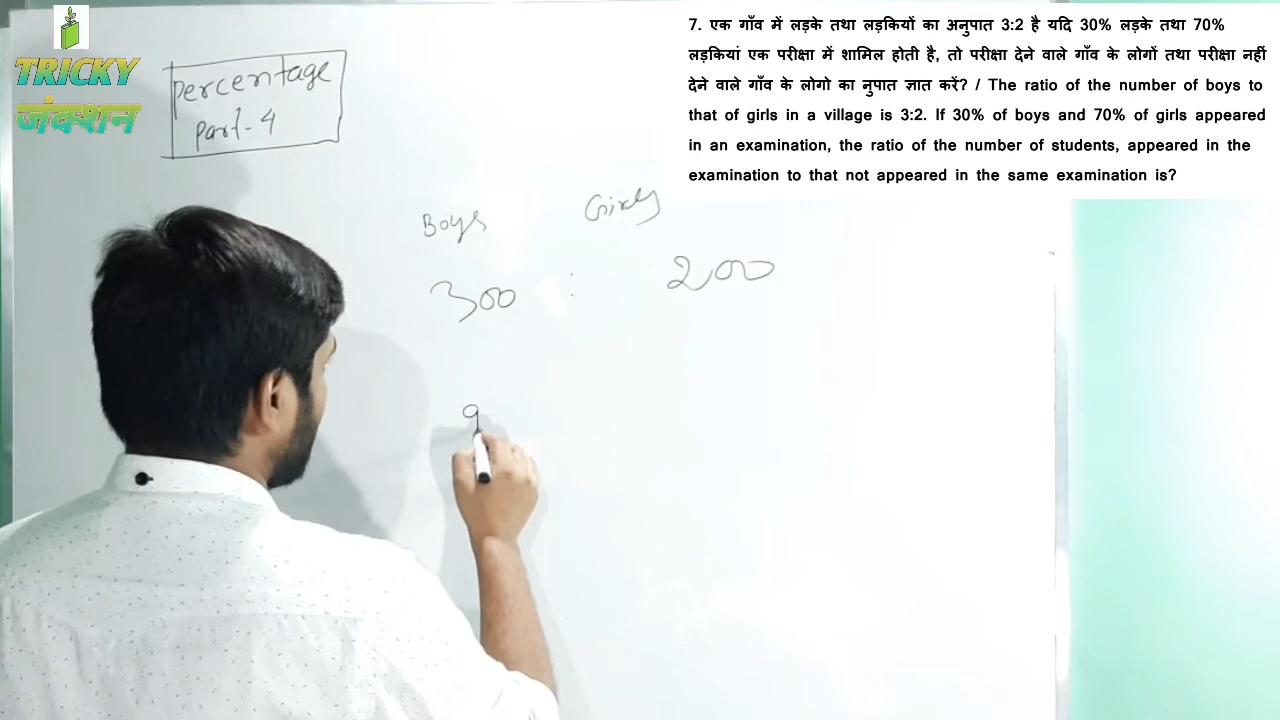 TRICKY
जंक्शन
Percentage
Part-4
7. एक गाँव में लड़के तथा लड़कियों का अनुपात 3:2 है यदि 30% लड़के तथा 70%
लड़कियां एक परीक्षा में शामिल होती है, तो परीक्षा देने वाले गाँव के लोगों तथा परीक्षा नहीं
देने वाले गाँव के लोगो का नुपात ज्ञात करें? / The ratio of the number of boys to
that of girls in a village is 3:2. If 30% of boys and 70% of girls appeared
in an examination, the ratio of the number of students, appeared in the
examination to that not appeared in the same examination is?
Boys Girls
300 : 200
9